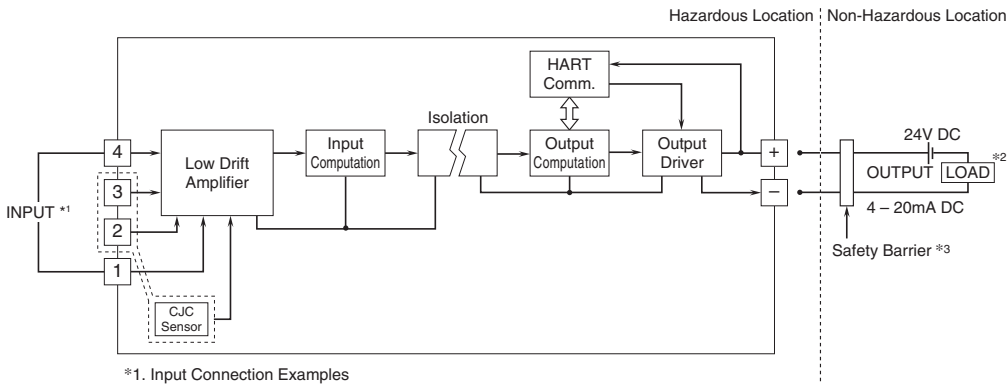 Hazardous Location
Non-Hazardous Location
HART
Comm.
Isolation
24V DC
4
Low Drift
Amplifier
Input
Computation
Output
Computation
Output
Driver
+
OUTPUT
LOAD
*2
3
−
INPUT *1
4 – 20mA DC
2
1
Safety Barrier *3
CJC
Sensor
*1. Input Connection Examples